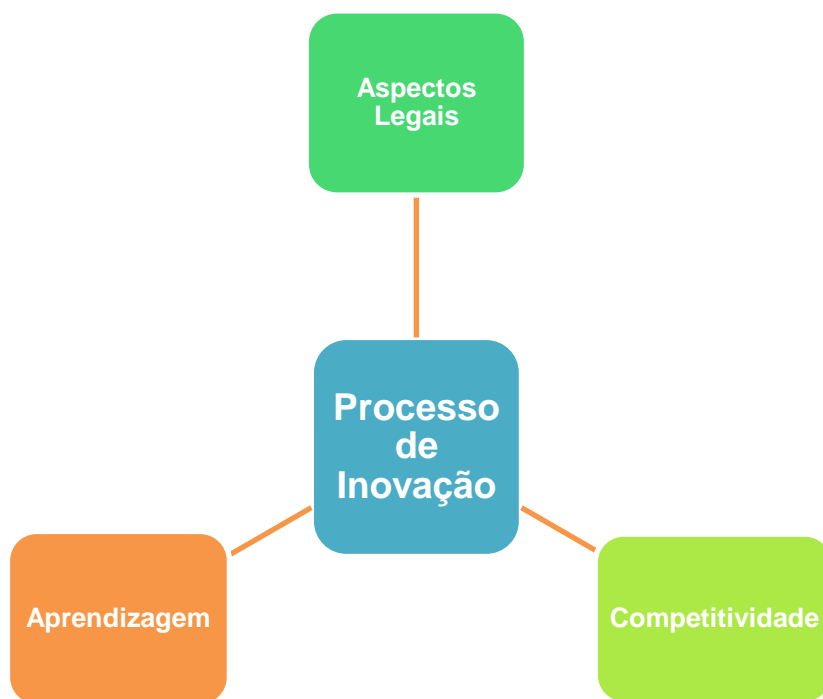 Aspectos
Legais
Processo
de
Inovação
Aprendizagem
Competitividade